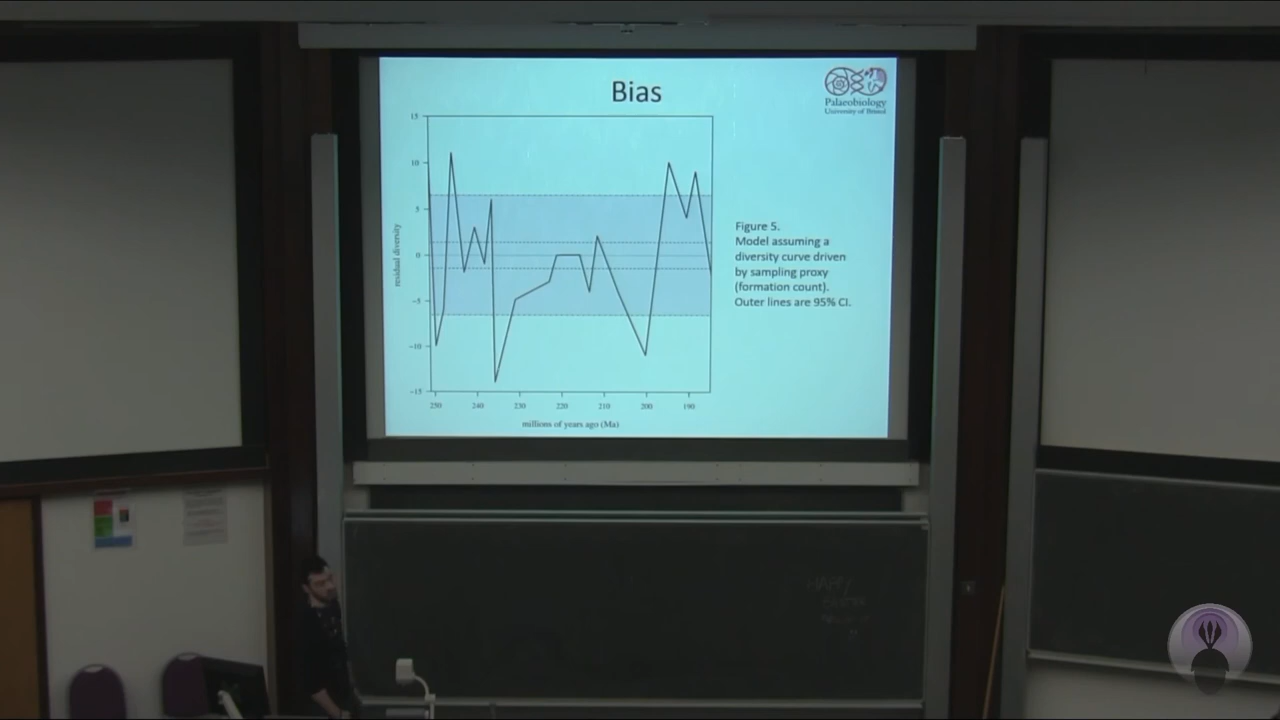 Bias
Palaeobiology
University of Bristol
15
10
5
0
-5
-10
-15
residual diversity
250
240
230
220
210
200
190
millions of years ago (Ma)
Figure 5.
Model assuming a
diversity curve driven
by sampling proxy
(formation count).
Outer lines are 95% CI.
HAPPY